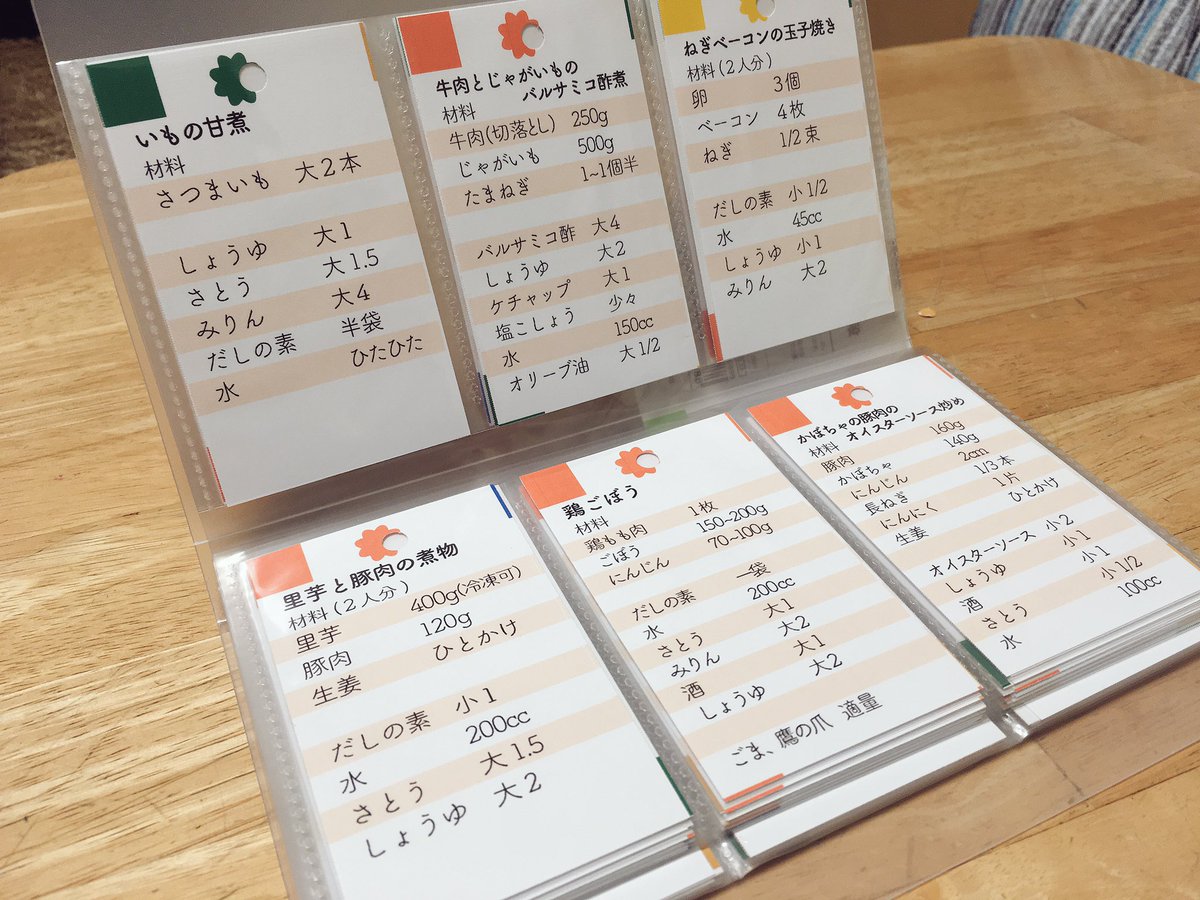 いもの甘煮
材料
さつまいも 大2本
しょうゆ 大1
さとう 大1.5
みりん 大4
だしの素 半袋
水 ひたひた
牛肉とじゃがいもの
バルサミコ酢煮
材料
牛肉(切落とし) 250g
じゃがいも 500g
たまねぎ 1~1個半
バルサミコ酢 大4
しょうゆ 大2
ケチャップ 大1
塩こしょう 少々
水 150cc
オリーブ油 大1/2
ねぎベーコンの玉子焼き
材料(2人分)
卵 3個
ベーコン 4枚
ねぎ 1/2束
だしの素 小1/2
水 45cc
しょうゆ 小1
みりん 大2
里芋と豚肉の煮物
材料(2人分)
里芋 400g(冷凍可)
豚肉 120g
生姜 ひとかけ
だしの素 小1
水 200cc
さとう 大1.5
しょうゆ 大2
鶏ごぼう
材料
鶏もも肉 1枚
ごぼう 150~200g
にんじん 70~100g
だしの素 一袋
水 200cc
さとう 大1
みりん 大2
酒 大1
しょうゆ 大2
ごま、鷹の爪 適量
かぼちゃの豚肉の
オイスターソース炒め
材料
豚肉 160g
かぼちゃ 140g
にんじん 2cm
長ねぎ 1/3本
にんにく 1片
生姜 ひとかけ
オイスターソース 小2
しょうゆ 小1
酒 小1
さとう 小1/2
水 100cc